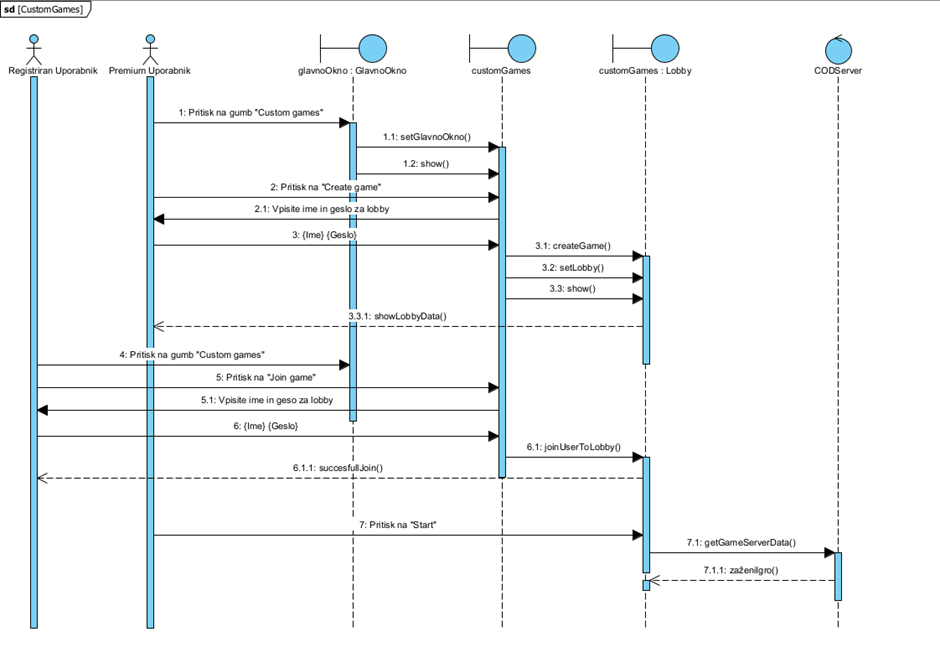 sd [CustomGames]
Registriran Uporabnik
Premium Uporabnik
glavnoOkno : GlavnoOkno
customGames
customGames : Lobby
CODServer
1: Pritisk na gumb "Custom games"
1.1: setGlavnoOkno()
1.2: show()
2: Pritisk na "Create game"
2.1: Vpisite ime in geslo za lobby
3: {Ime} {Geslo}
3.1: createGame()
3.2: setLobby()
3.3: show()
3.3.1: showLobbyData()
4: Pritisk na gumb "Custom games"
5: Pritisk na "Join game"
5.1: Vpisite ime in geso za lobby
6: {Ime} {Geslo}
6.1: joinUserToLobby()
6.1.1: succesfullJoin()
7: Pritisk na "Start"
7.1: getGameServerData()
7.1.1: zaženiIgro()